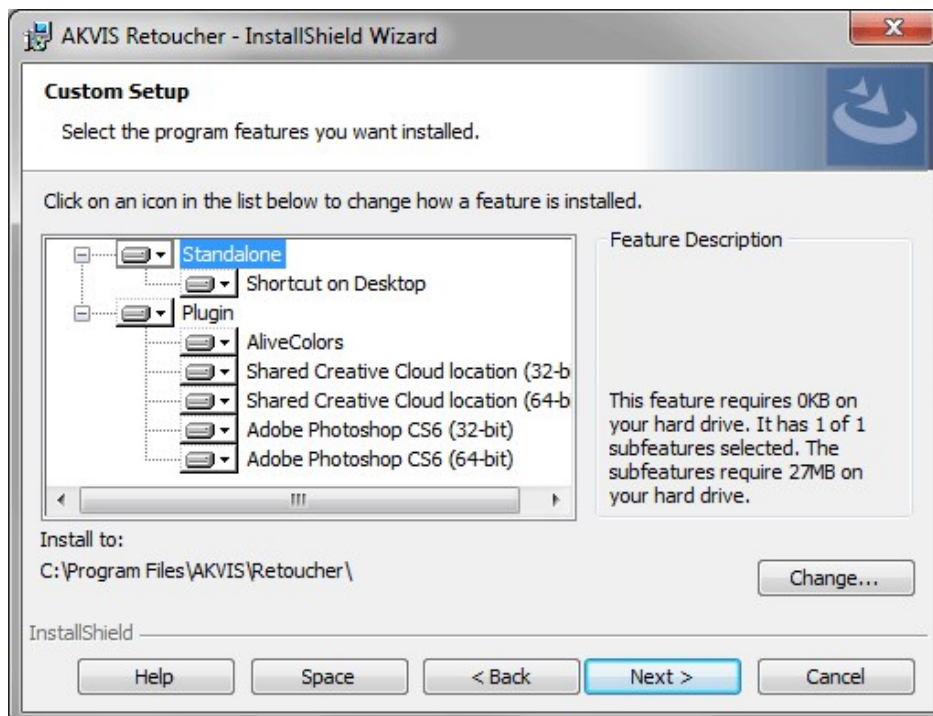 AKVIS Retoucher - InstallShield Wizard
Custom Setup
Select the program features you want installed.
Click on an icon in the list below to change how a feature is installed.
Standalone
Shortcut on Desktop
Plugin
AliveColors
Shared Creative Cloud location (32-b
Shared Creative Cloud location (64-b
Adobe Photoshop CS6 (32-bit)
Adobe Photoshop CS6 (64-bit)
Feature Description
This feature requires 0KB on
your hard drive. It has 1 of 1
subfeatures selected. The
subfeatures require 27MB on
your hard drive.
Install to:
C:\Program Files\AKVIS\Retoucher\
Change...
InstallShield
Help
Space
< Back
Next >
Cancel